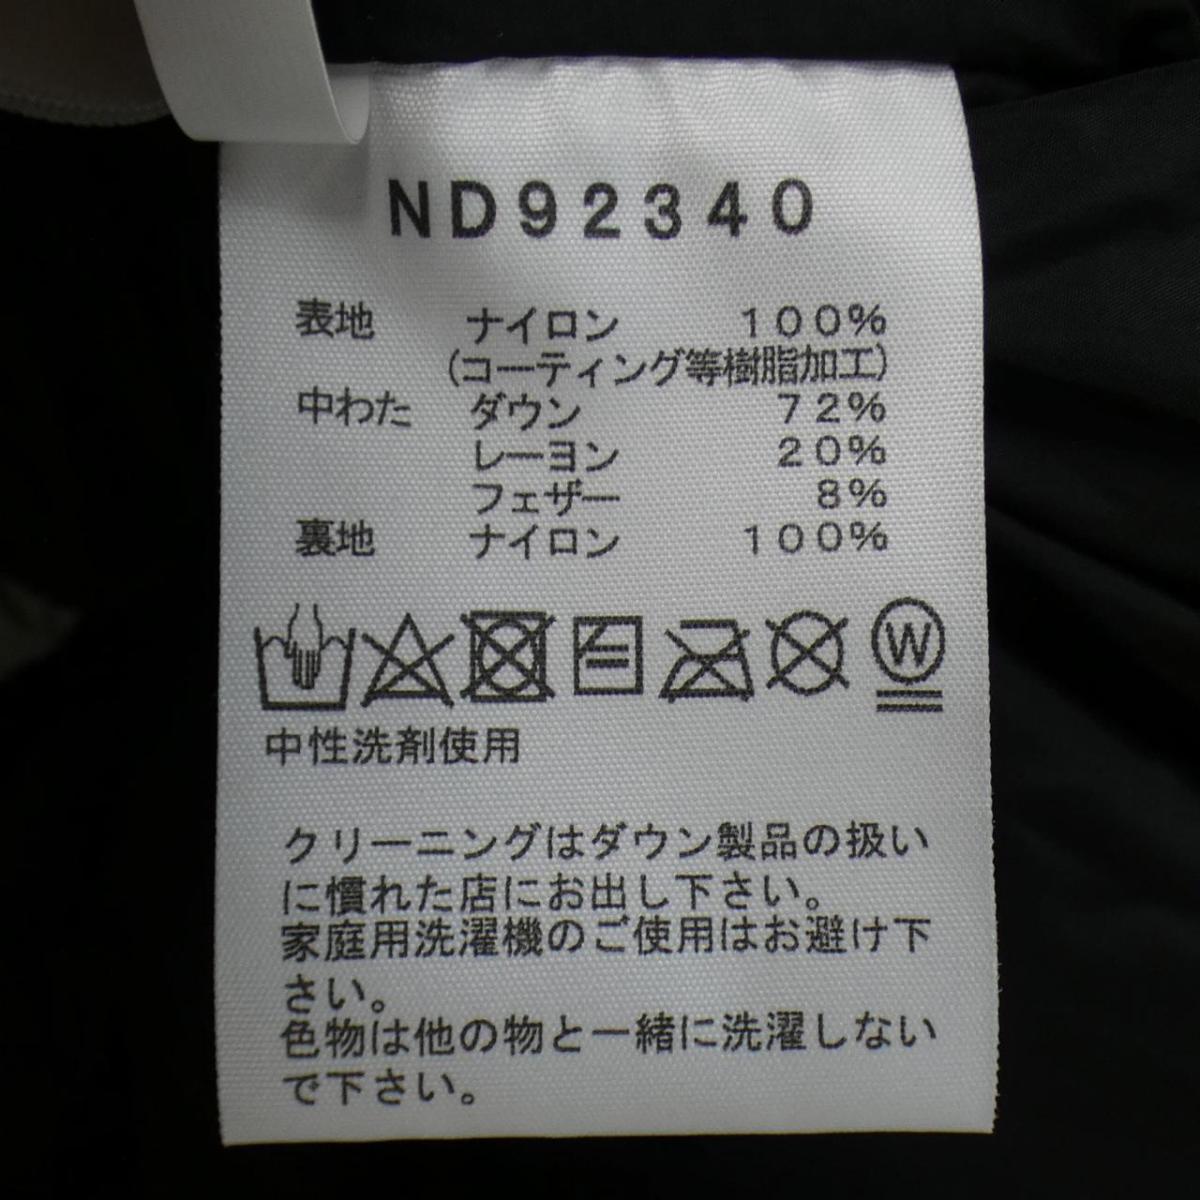 ND92340
表地 ナイロン 100%
(コーティング等樹脂加工)
中わた ダウン 72%
レーヨン 20%
フェザー 8%
裏地 ナイロン 100%
W
中性洗剤使用
クリーニングはダウン製品の扱い
に慣れた店にお出し下さい。
家庭用洗濯機のご使用はお避け下
さい。
色物は他の物と一緒に洗濯しない
で下さい。